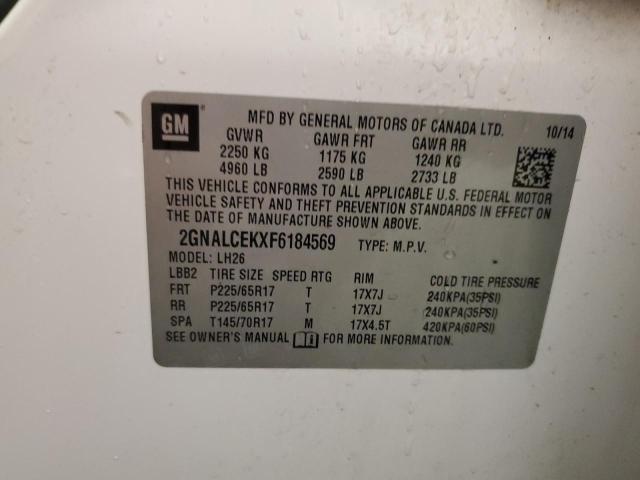 GM
MFD BY GENERAL MOTORS OF CANADA LTD. 10/14
GVWR GAWR FRT GAWR RR
2250 KG 1175 KG 1240 KG
4960 LB 2590 LB 2733 LB
THIS VEHICLE CONFORMS TO ALL APPLICABLE U.S. FEDERAL MOTOR
VEHICLE SAFETY AND THEFT PREVENTION STANDARDS IN EFFECT ON
THE DATE OF MANUFACTURE SHOWN ABOVE.
2GNALCEKXF6184569 TYPE: M.P.V.
MODEL: LH26
LBB2 TIRE SIZE SPEED RTG RIM COLD TIRE PRESSURE
FRT P225/65R17 T 17X7J 240KPA(35PSI)
RR P225/65R17 T 17X7J 240KPA(35PSI)
SPA T145/70R17 M 17X4.5T 420KPA(60PSI)
SEE OWNER'S MANUAL FOR MORE INFORMATION.